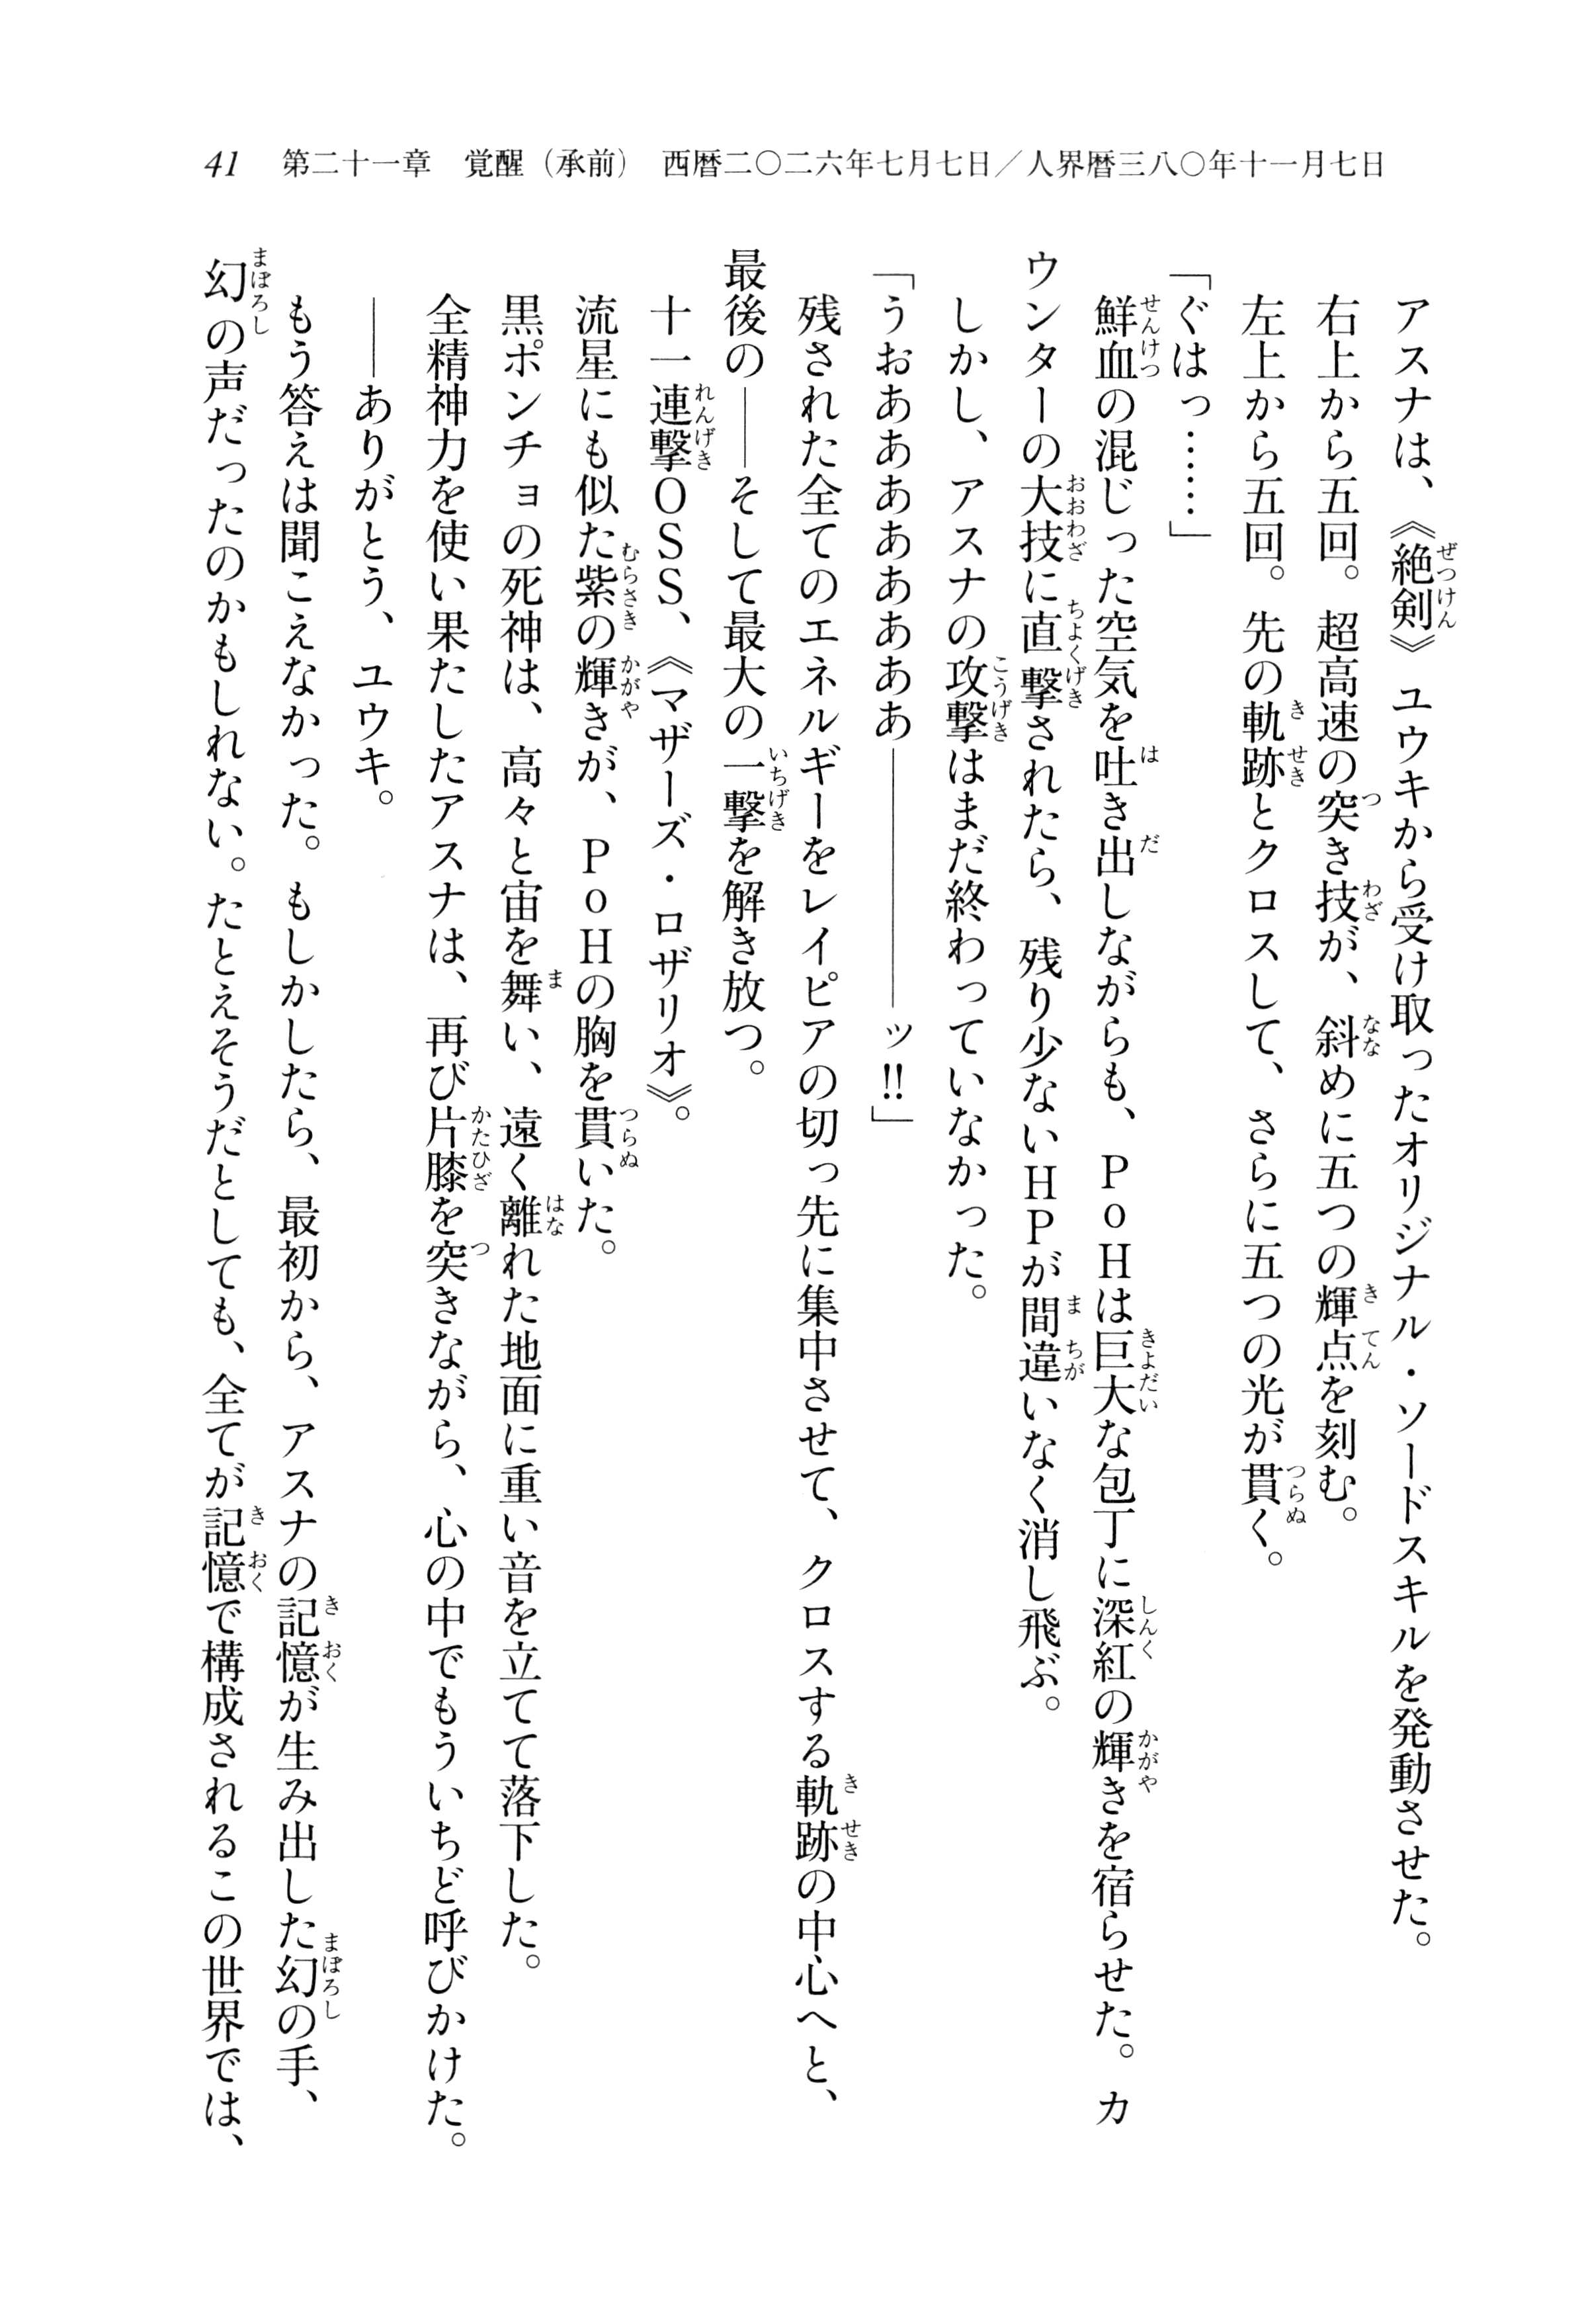 41　第二十一章　覚醒（承前）　西暦二〇二六年七月七日／人界暦三八〇年十一月七日
　アスナは、《絶剣》ユウキから受け取ったオリジナル・ソードスキルを発動させた。
　右上から五回。超高速の突き技が、斜めに五つの輝点を刻む。
　左上から五回。先の軌跡とクロスして、さらに五つの光が貫く。
「ぐはっ……」
　鮮血の混じった空気を吐き出しながらも、ＰｏＨは巨大な包丁に深紅の輝きを宿らせた。カ
ウンターの大技に直撃されたら、残り少ないＨＰが間違いなく消し飛ぶ。
　しかし、アスナの攻撃はまだ終わっていなかった。
「うおああああああああ――――――ッ!!」
　残された全てのエネルギーをレイピアの切っ先に集中させて、クロスする軌跡の中心へと、
最後の――そして最大の一撃を解き放つ。
　十一連撃ＯＳＳ、《マザーズ・ロザリオ》。
　流星にも似た紫の輝きが、ＰｏＨの胸を貫いた。
　黒ポンチョの死神は、高々と宙を舞い、遠く離れた地面に重い音を立てて落下した。
　全精神力を使い果たしたアスナは、再び片膝を突きながら、心の中でもういちど呼びかけた。
　――ありがとう、ユウキ。
　もう答えは聞こえなかった。もしかしたら、最初から、アスナの記憶が生み出した幻の手、
幻の声だったのかもしれない。たとえそうだとしても、全てが記憶で構成されるこの世界では、